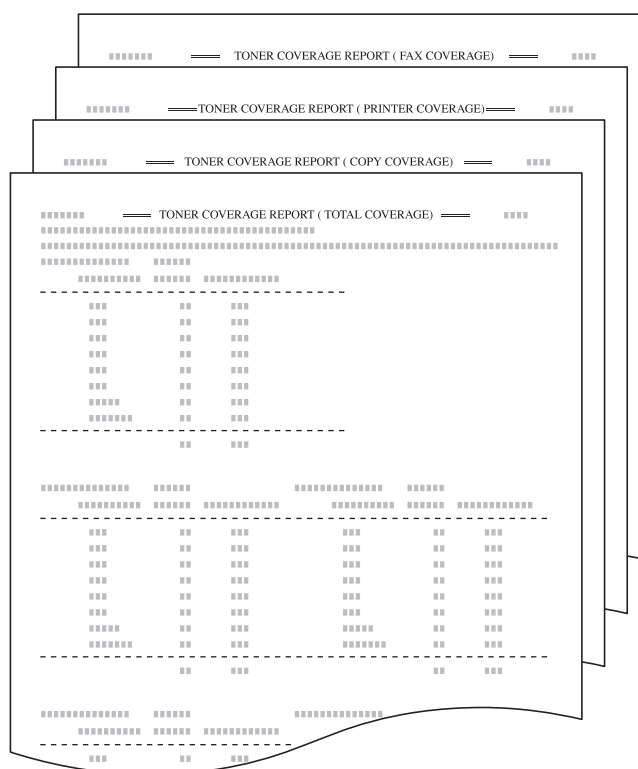 TONER COVERAGE REPORT ( FAX COVERAGE)
TONER COVERAGE REPORT ( PRINTER COVERAGE)
TONER COVERAGE REPORT ( COPY COVERAGE)
TONER COVERAGE REPORT ( TOTAL COVERAGE)